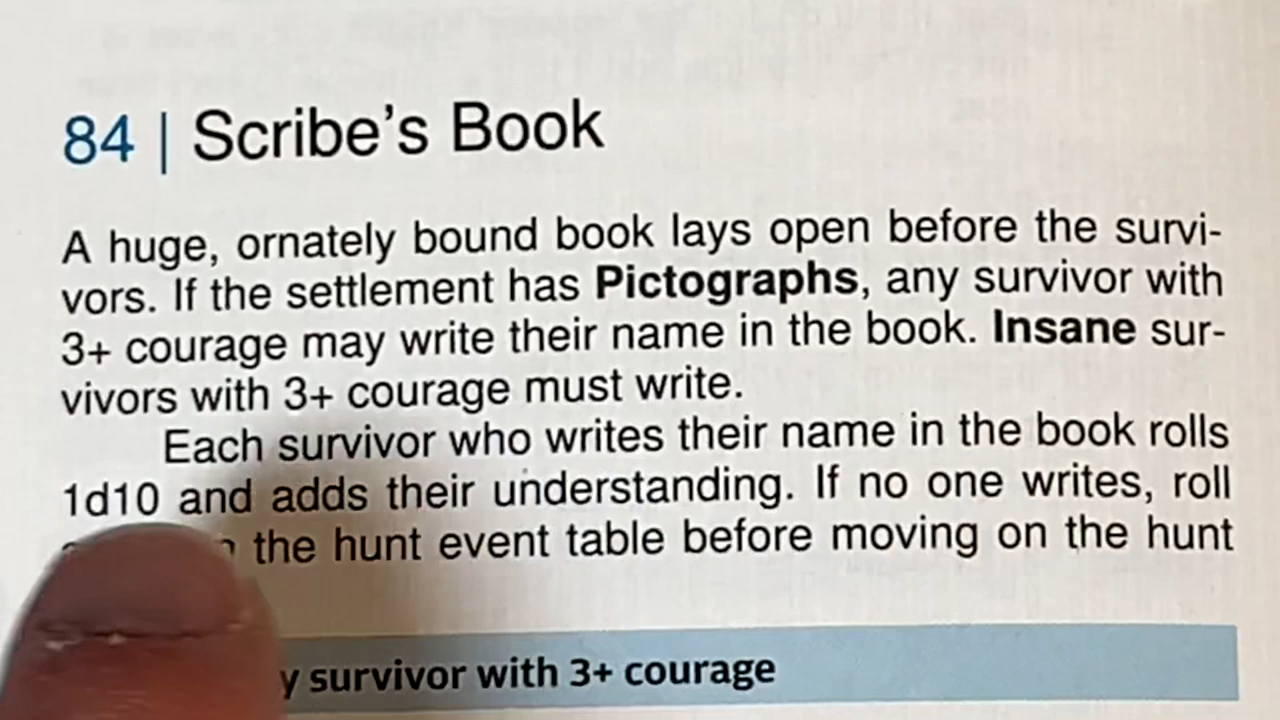 84 | Scribe's Book
A huge, ornately bound book lays open before the survi-
vors. If the settlement has Pictographs, any survivor with
3+ courage may write their name in the book. Insane sur-
vivors with 3+ courage must write.
Each survivor who writes their name in the book rolls
1d10 and adds their understanding. If no one writes, roll
the hunt event table before moving on the hunt
survivor with 3+ courage